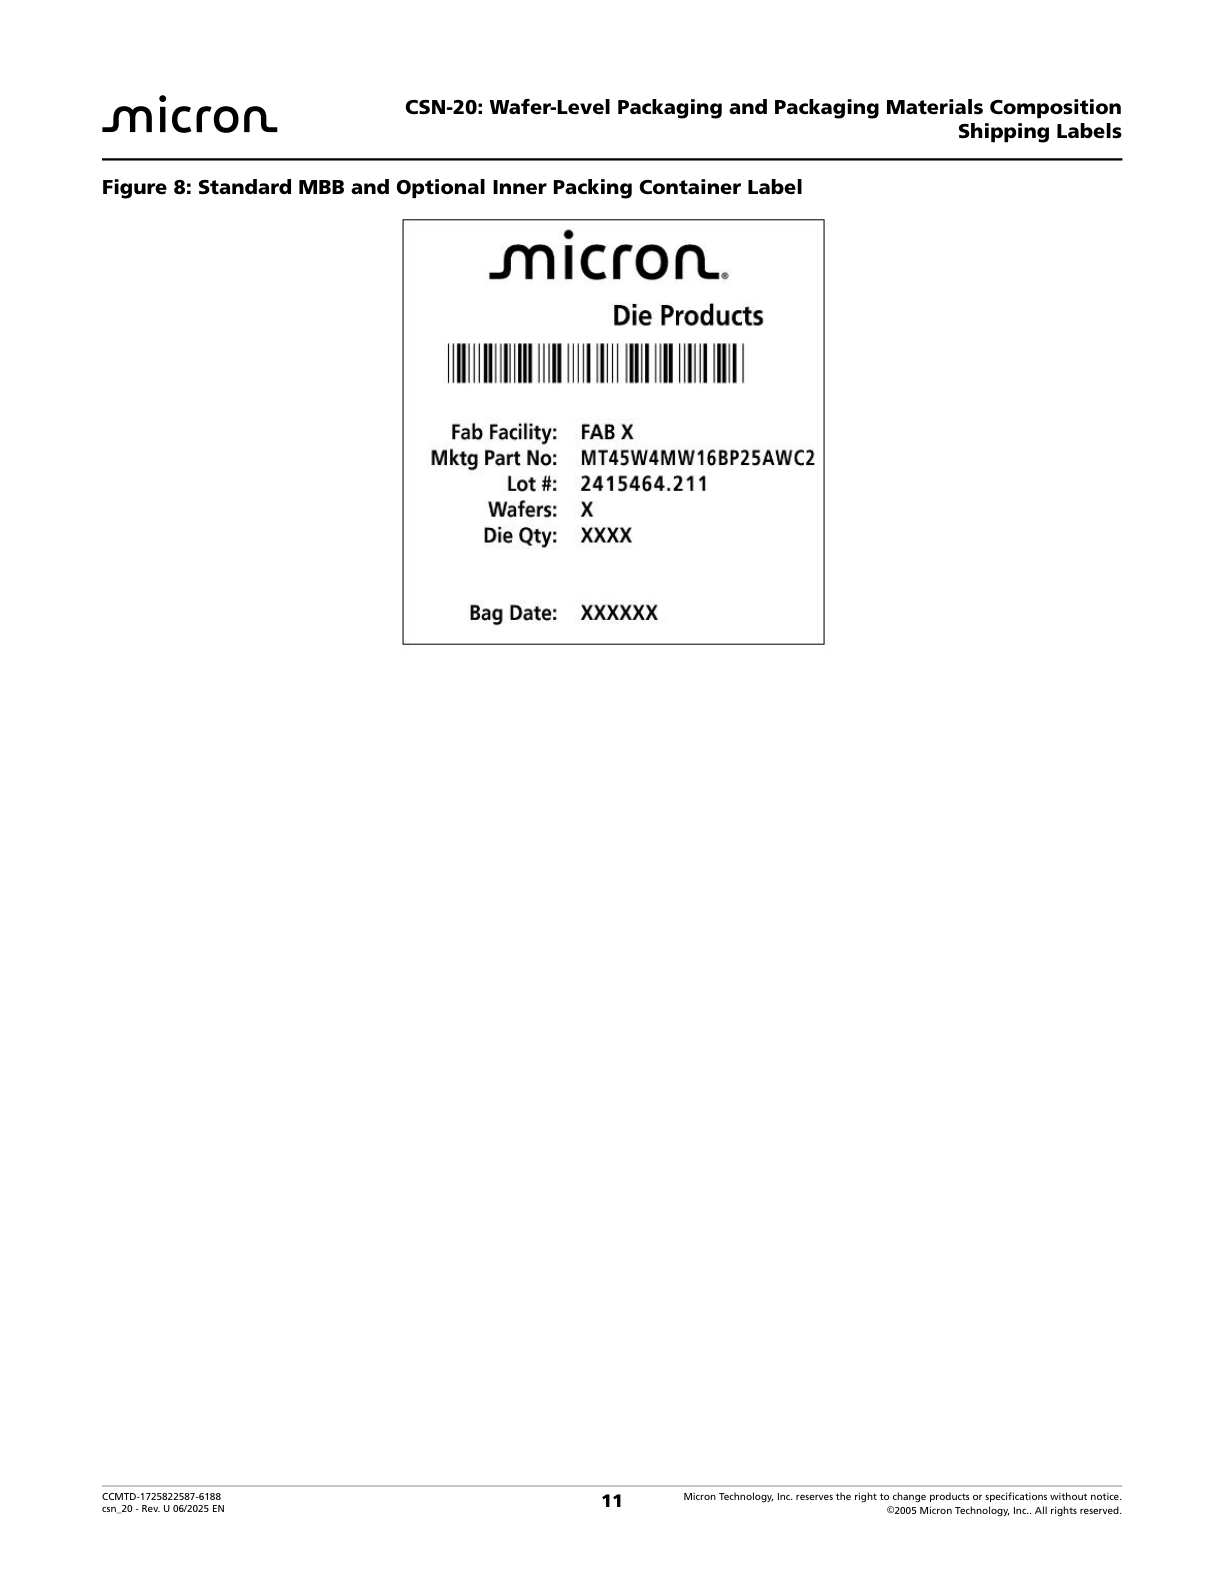 micron
CSN-20: Wafer-Level Packaging and Packaging Materials Composition
Shipping Labels
Figure 8: Standard MBB and Optional Inner Packing Container Label
micron®
Die Products
Fab Facility: FAB X
Mktg Part No: MT45W4MW16BP25AWC2
Lot #: 2415464.211
Wafers: X
Die Qty: XXXX
Bag Date: XXXXXX
CCMTD-1725822587-6188
csn_20 - Rev. U 06/2025 EN
11
Micron Technology, Inc. reserves the right to change products or specifications without notice.
©2005 Micron Technology, Inc.. All rights reserved.